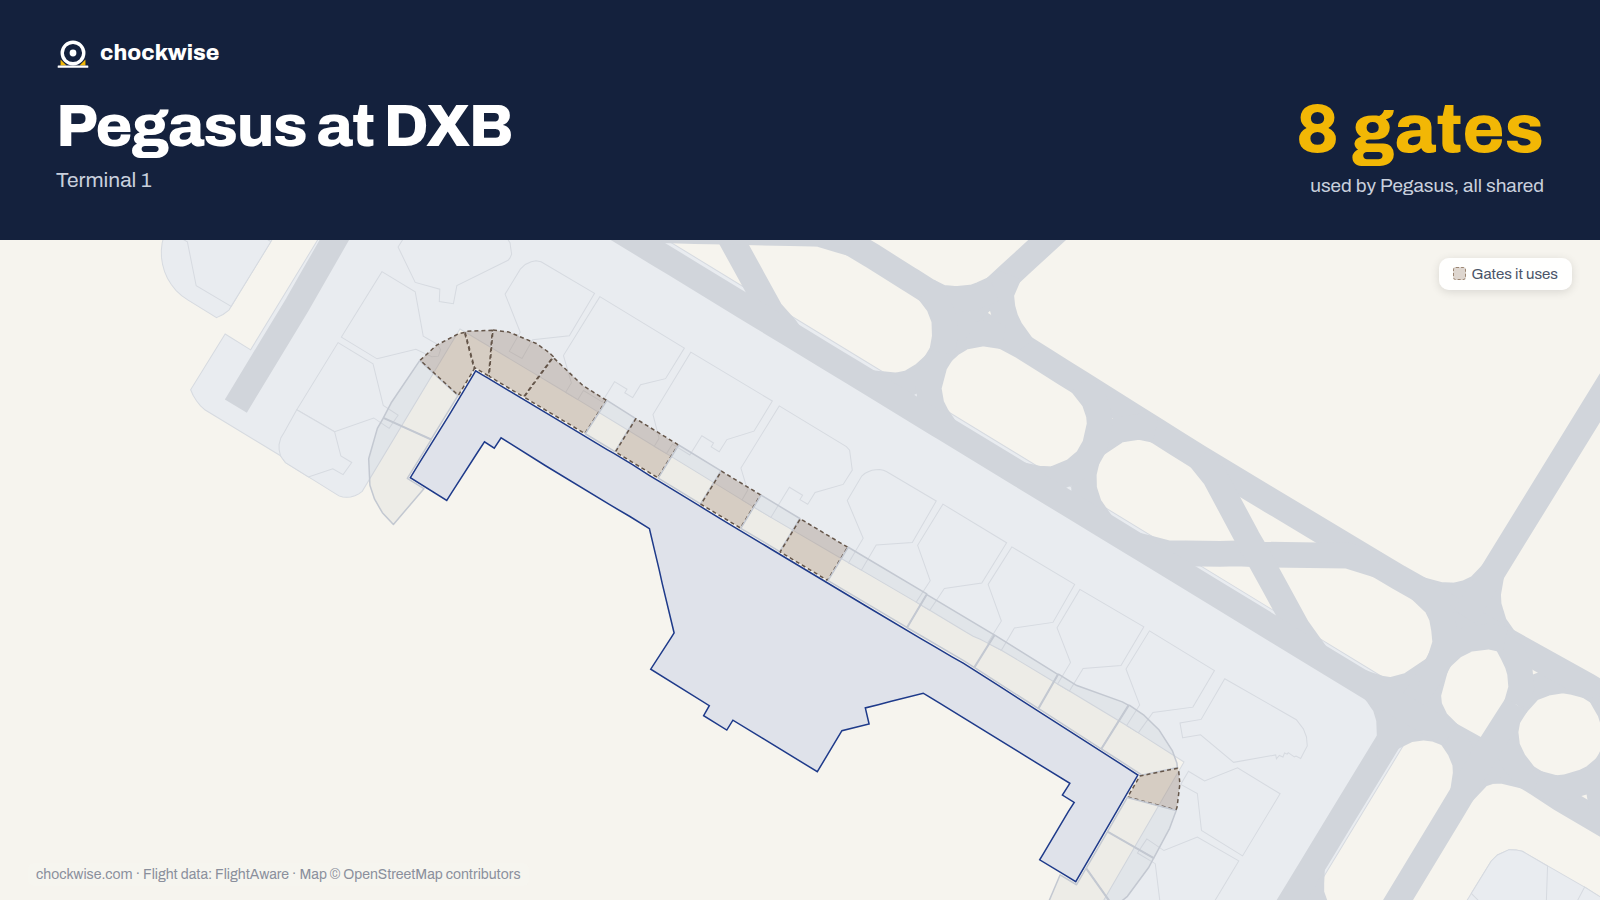 chockwise
Pegasus at DXB
Terminal 1
8 gates
used by Pegasus, all shared
Gates it uses
chockwise.com · Flight data: FlightAware · Map © OpenStreetMap contributors